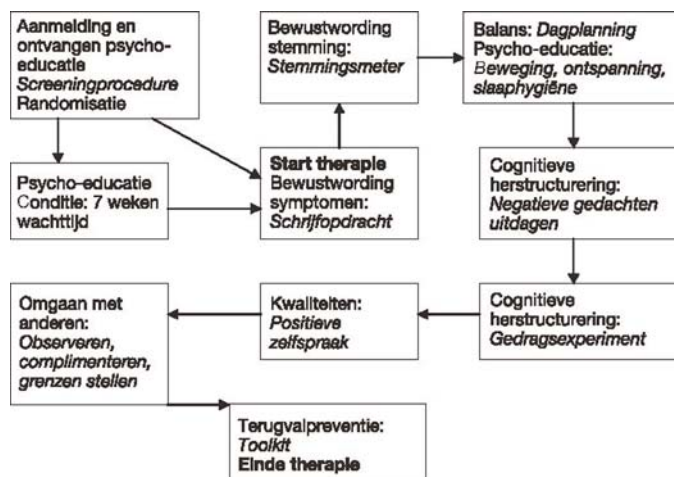 Aanmelding en
ontvangen psycho-
educatie
Screeningprocedure
Randomisatie
Psycho-educatie
Conditie: 7 weken
wachttijd
Start therapie
Bewustwording
symptomen:
Schrijfopdracht
Bewustwording
stemming:
Stemmingsmeter
Balans: Dagplanning
Psycho-educatie:
Beweging, ontspanning,
slaaphygiëne
Cognitieve
herstructurering:
Negatieve gedachten
uitdagen
Cognitieve
herstructurering:
Gedragsexperiment
Kwaliteiten:
Positieve
zelfspraak
Omgaan met
anderen:
Observeren,
complimenteren,
grenzen stellen
Terugvalpreventie:
Toolkit
Einde therapie